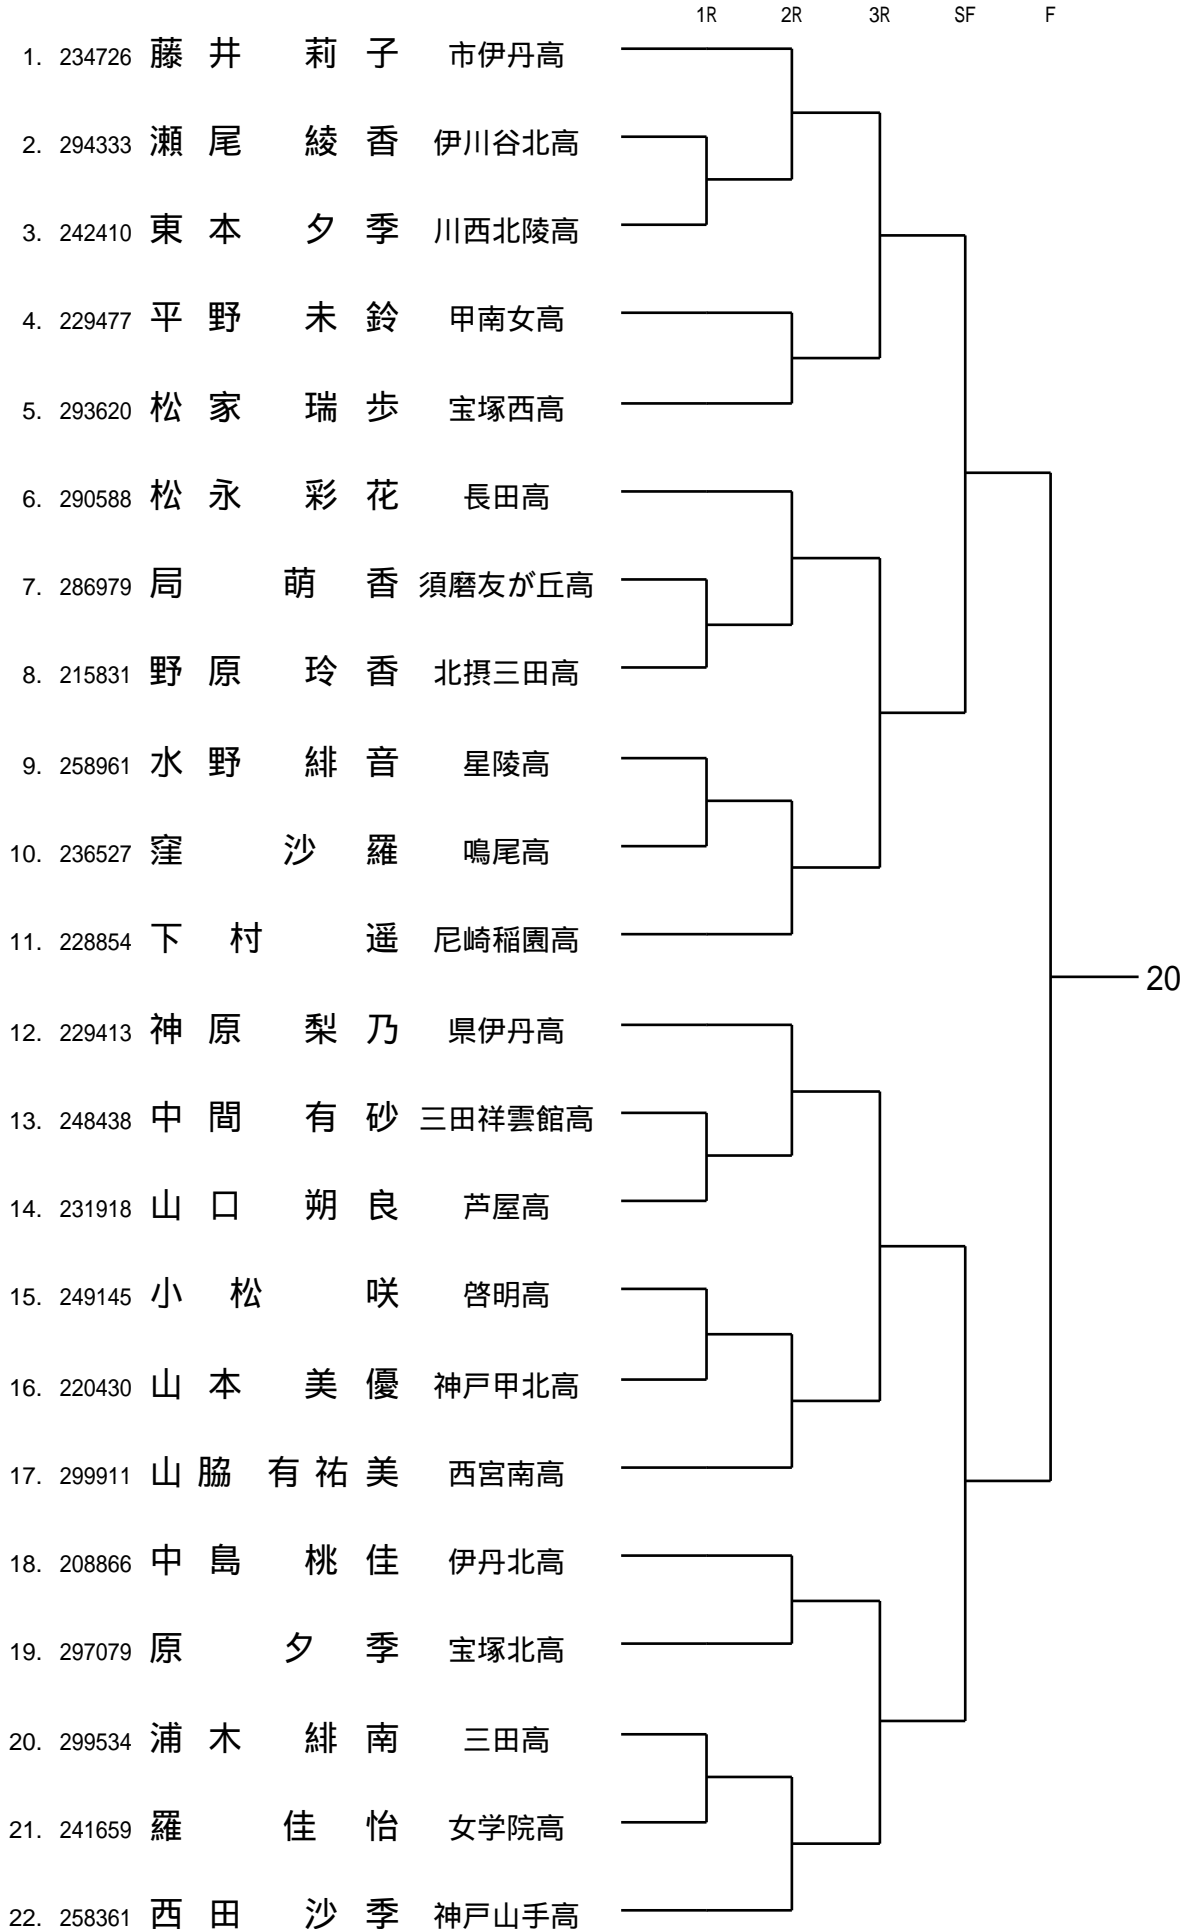 1R 2R 3R SF F
1. 234726 藤井 莉子 市伊丹高
2. 294333 瀬尾 綾香 伊川谷北高
3. 242410 東本 夕季 川西北陵高
4. 229477 平野 未鈴 甲南女高
5. 293620 松家 瑞歩 宝塚西高
6. 290588 松永 彩花 長田高
7. 286979 局 萌香 須磨友が丘高
8. 215831 野原 玲香 北摂三田高
9. 258961 水野 緋音 星陵高
10. 236527 窪 沙羅 鳴尾高
11. 228854 下村 遥 尼崎稲園高
20
12. 229413 神原 梨乃 県伊丹高
13. 248438 中間 有砂 三田祥雲館高
14. 231918 山口 朔良 芦屋高
15. 249145 小松 咲 啓明高
16. 220430 山本 美優 神戸甲北高
17. 299911 山脇 有祐美 西宮南高
18. 208866 中島 桃佳 伊丹北高
19. 297079 原 夕季 宝塚北高
20. 299534 浦木 緋南 三田高
21. 241659 羅 佳怡 女学院高
22. 258361 西田 沙季 神戸山手高